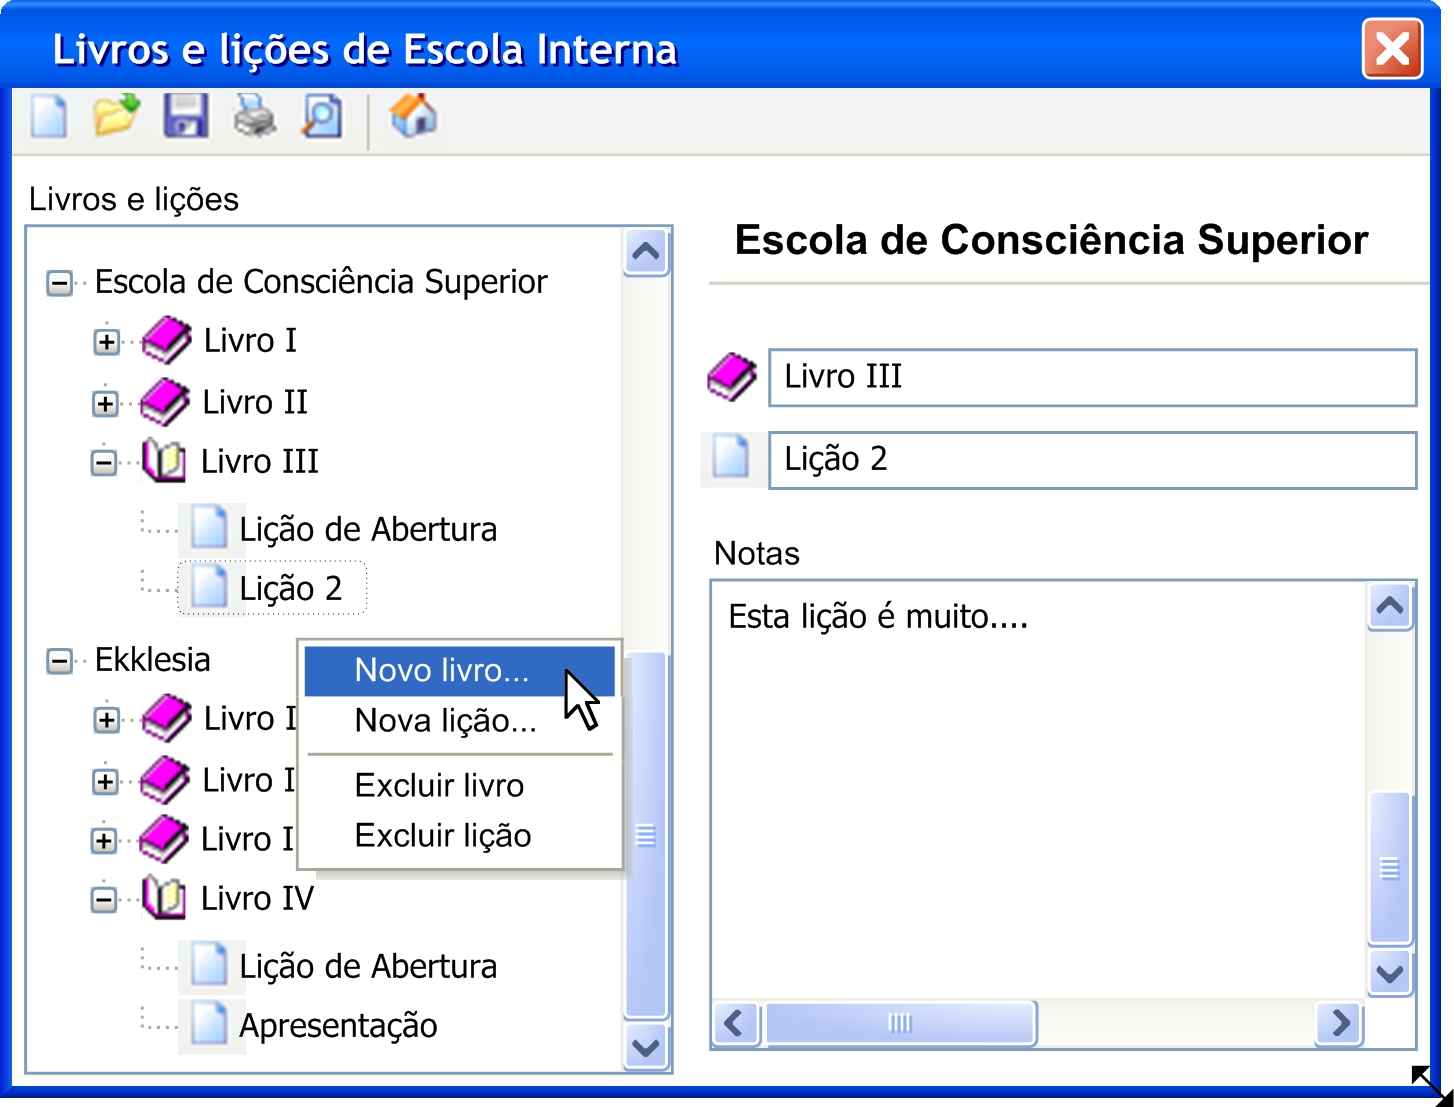 Livros e lições de Escola Interna
Livros e lições
Escola de Consciência Superior
Livro I
Livro II
Livro III
Lição de Abertura
Lição 2
Ekklesia
Livro I
Livro I
Livro I
Livro IV
Lição de Abertura
Apresentação
Novo livro...
Nova lição...
Excluir livro
Excluir lição
Escola de Consciência Superior
Livro III
Lição 2
Notas
Esta lição é muito....